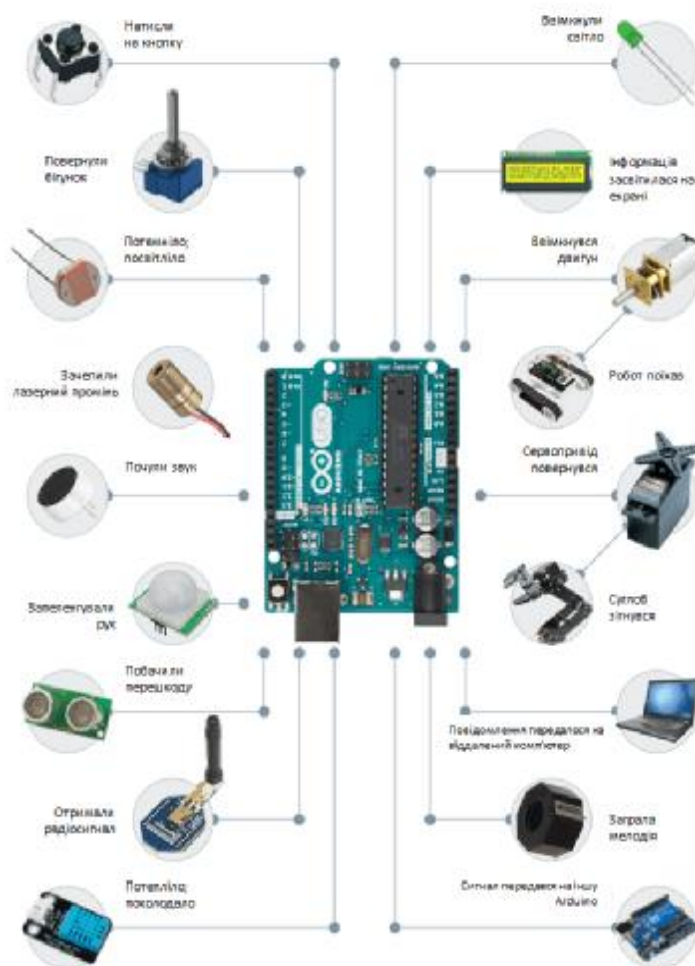 Натисли
на кнопку
Ввімкнули
світло
Повернули
бігунок
Інформація
засвітилася на
екрані
Потемніло;
посвітліло
Ввімкнувся
двигун
Зачепили
лазерний промінь
Робот поїхав
Почули звук
Сервопривід
повернувся
Запеленгували
рух
Суглоб
зігнувся
Побачили
перешкоду
Повідомлення передалося на
віддалений комп'ютер
Отримали
радіосигнал
Заграла
мелодія
Потепліло;
похолодало
Сигнал передався на іншу
Arduino